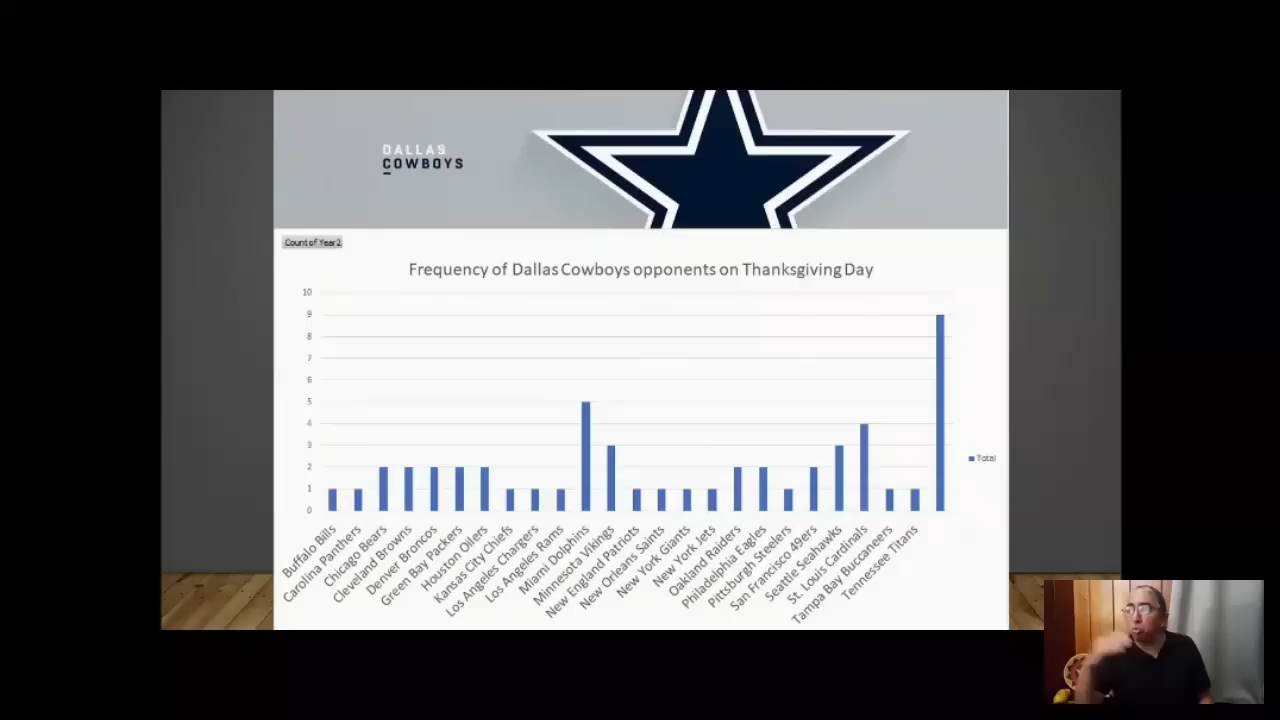 DALLAS
COWBOYS
Count of Year2
Frequency of Dallas Cowboys opponents on Thanksgiving Day
10
9
8
7
6
5
4
3
2
1
0
Total
Buffalo Bills
Carolina Panthers
Chicago Bears
Cleveland Browns
Denver Broncos
Green Bay Packers
Houston Oilers
Kansas City Chiefs
Los Angeles Chargers
Los Angeles Rams
Miami Dolphins
Minnesota Vikings
New England Patriots
New Orleans Saints
New York Giants
New York Jets
Oakland Raiders
Philadelphia Eagles
Pittsburgh Steelers
San Francisco 49ers
Seattle Seahawks
St. Louis Cardinals
Tampa Bay Buccaneers
Tennessee Titans